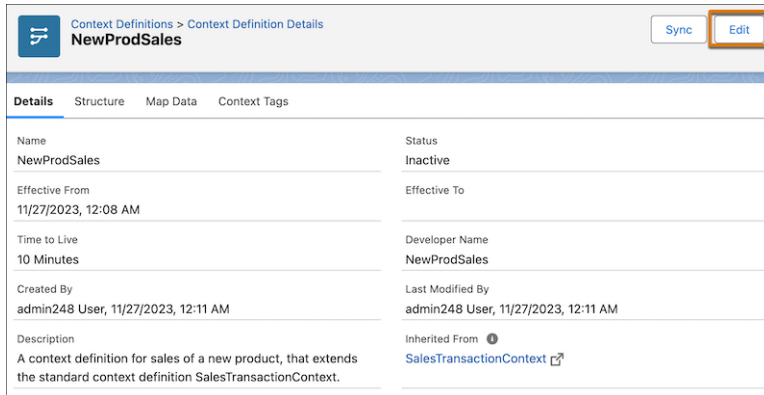 Context Definitions > Context Definition Details
NewProdSales
Sync
Edit
Details
Structure
Map Data
Context Tags
Name
NewProdSales
Status
Inactive
Effective From
11/27/2023, 12:08 AM
Effective To
Time to Live
10 Minutes
Developer Name
NewProdSales
Created By
admin248 User, 11/27/2023, 12:11 AM
Last Modified By
admin248 User, 11/27/2023, 12:11 AM
Description
A context definition for sales of a new product, that extends
the standard context definition SalesTransactionContext.
Inherited From
SalesTransactionContext